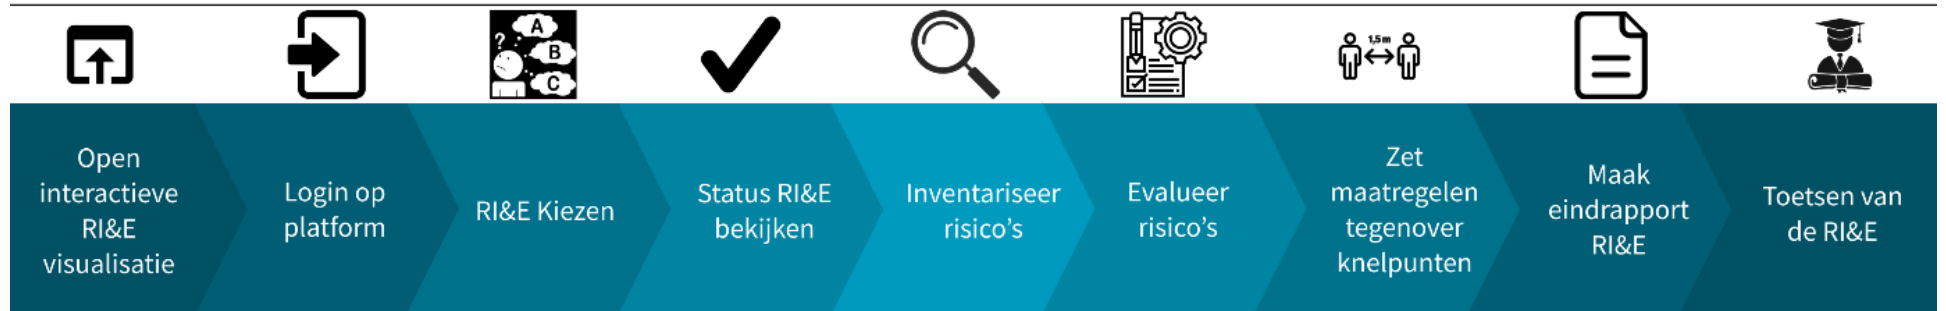 ?
A
B
C
1,5m
Open
interactieve
RI&E
visualisatie
Login op
platform
RI&E Kiezen
Status RI&E
bekijken
Inventariseer
risico's
Evalueer
risico's
Zet
maatregelen
tegenover
knelpunten
Maak
eindrapport
RI&E
Toetsen van
de RI&E